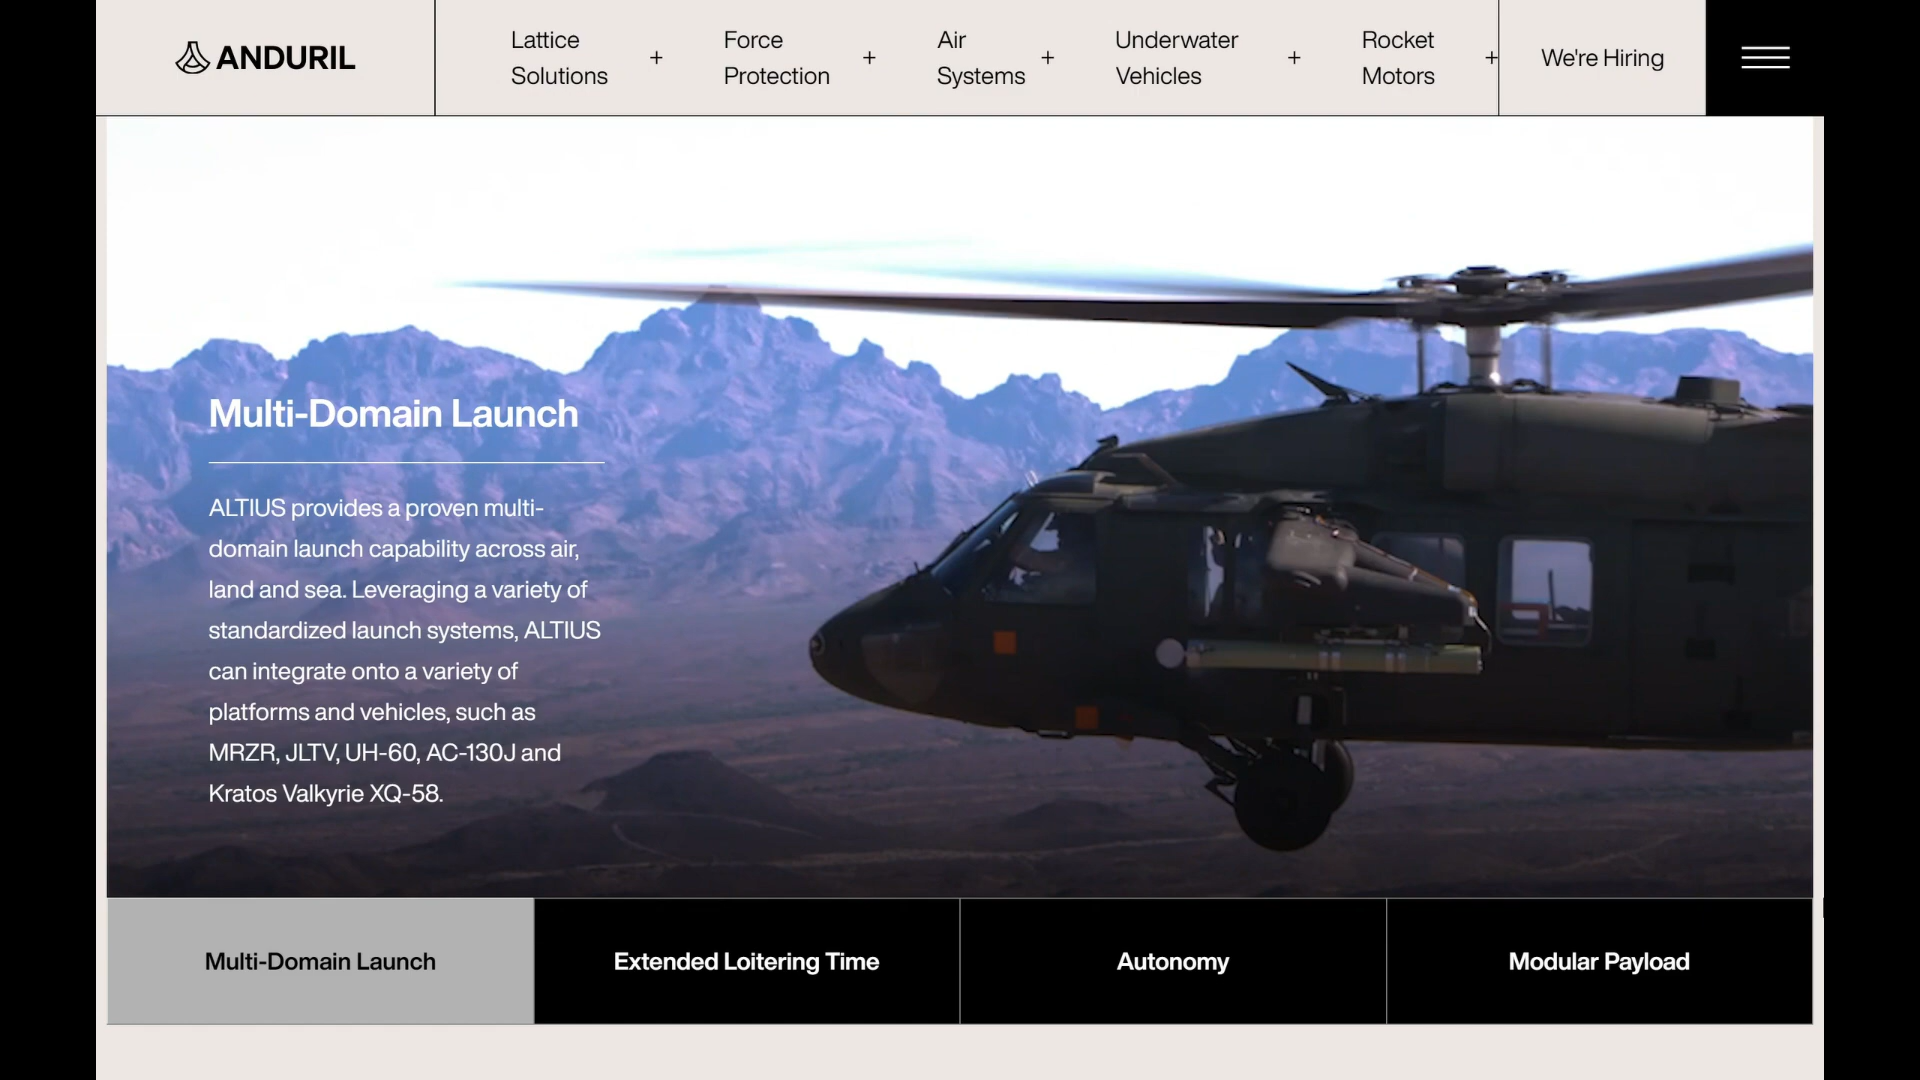 ANDURIL
Lattice
Solutions
+
Force
Protection
+
Air
Systems
+
Underwater
Vehicles
+
Rocket
Motors
+
We're Hiring
Multi-Domain Launch
ALTIUS provides a proven multi-
domain launch capability across air,
land and sea. Leveraging a variety of
standardized launch systems, ALTIUS
can integrate onto a variety of
platforms and vehicles, such as
MRZR, JLTV, UH-60, AC-130J and
Kratos Valkyrie XQ-58.
Multi-Domain Launch
Extended Loitering Time
Autonomy
Modular Payload